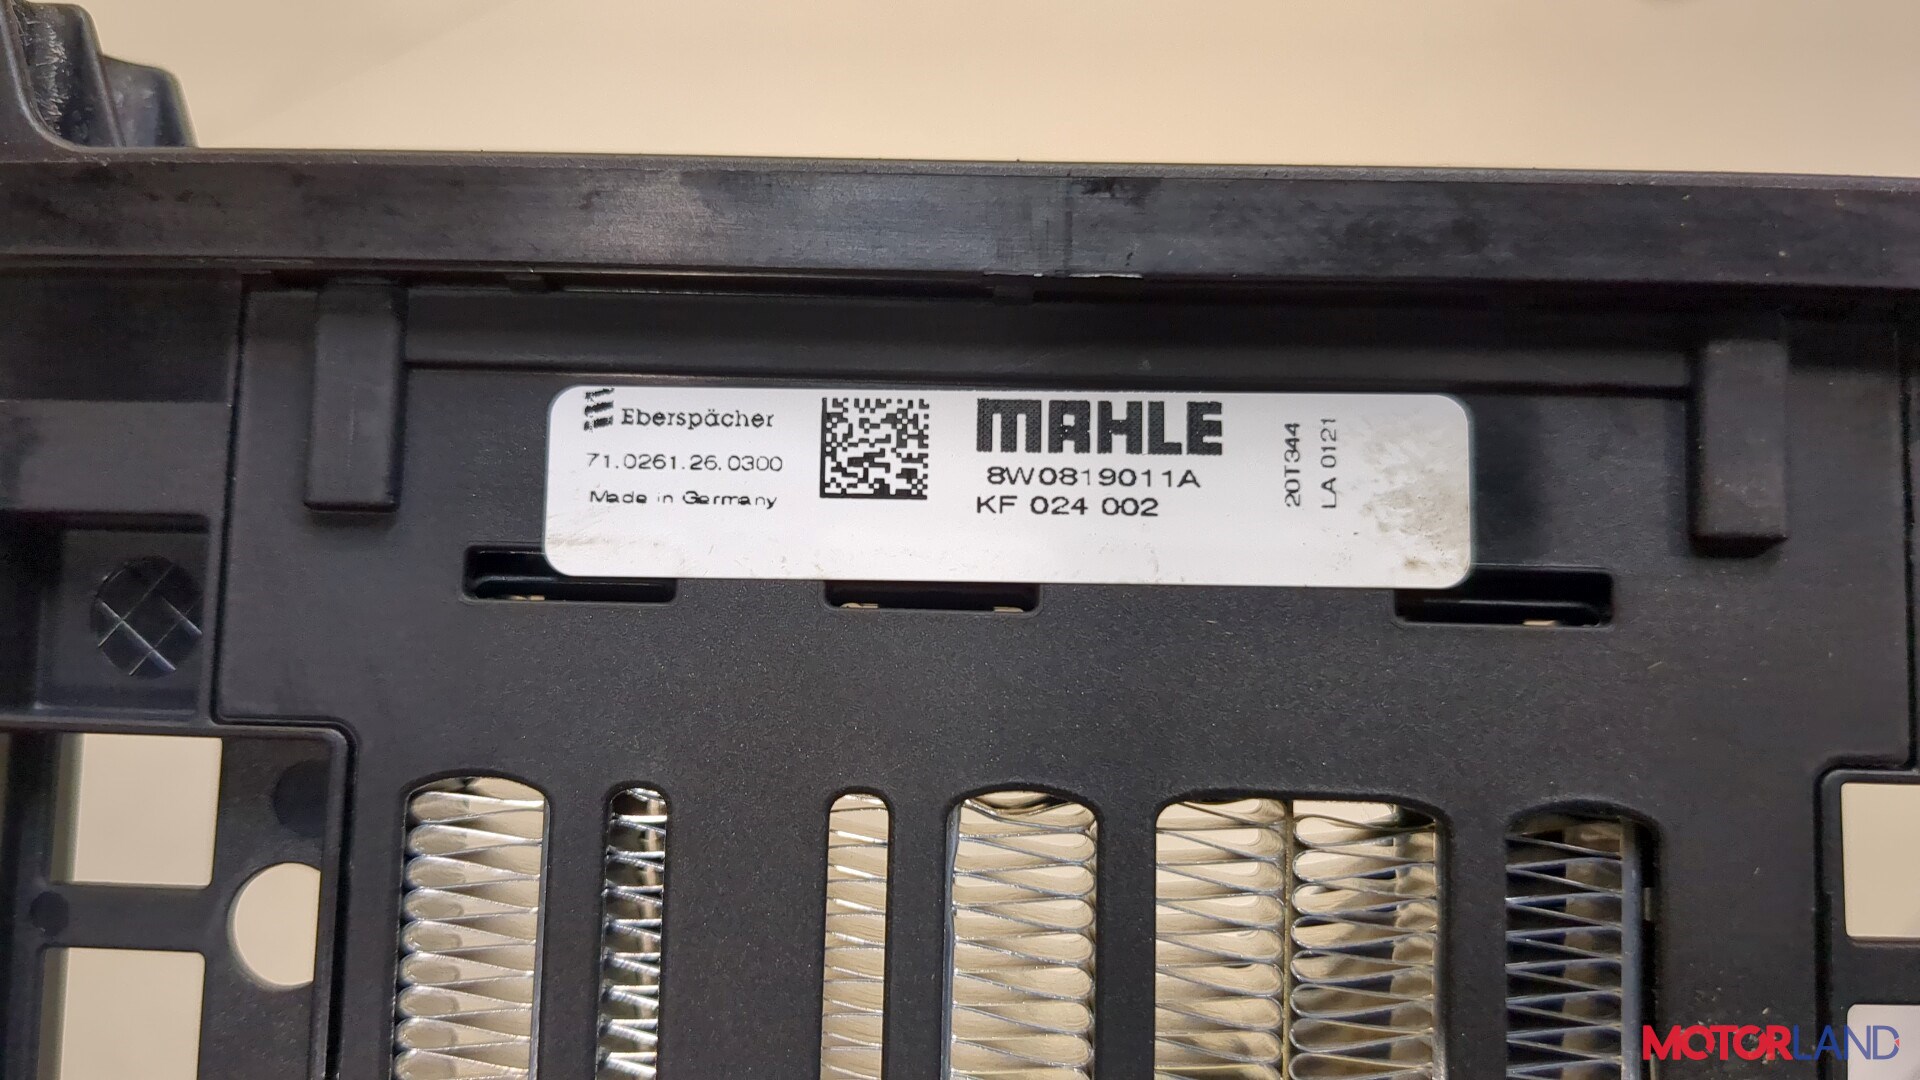 Eberspächer
71.0261.26.0300
Made in Germany
MAHLE
8W0819011A
KF 024 002
20T344
LA 0121
MOTORLAND